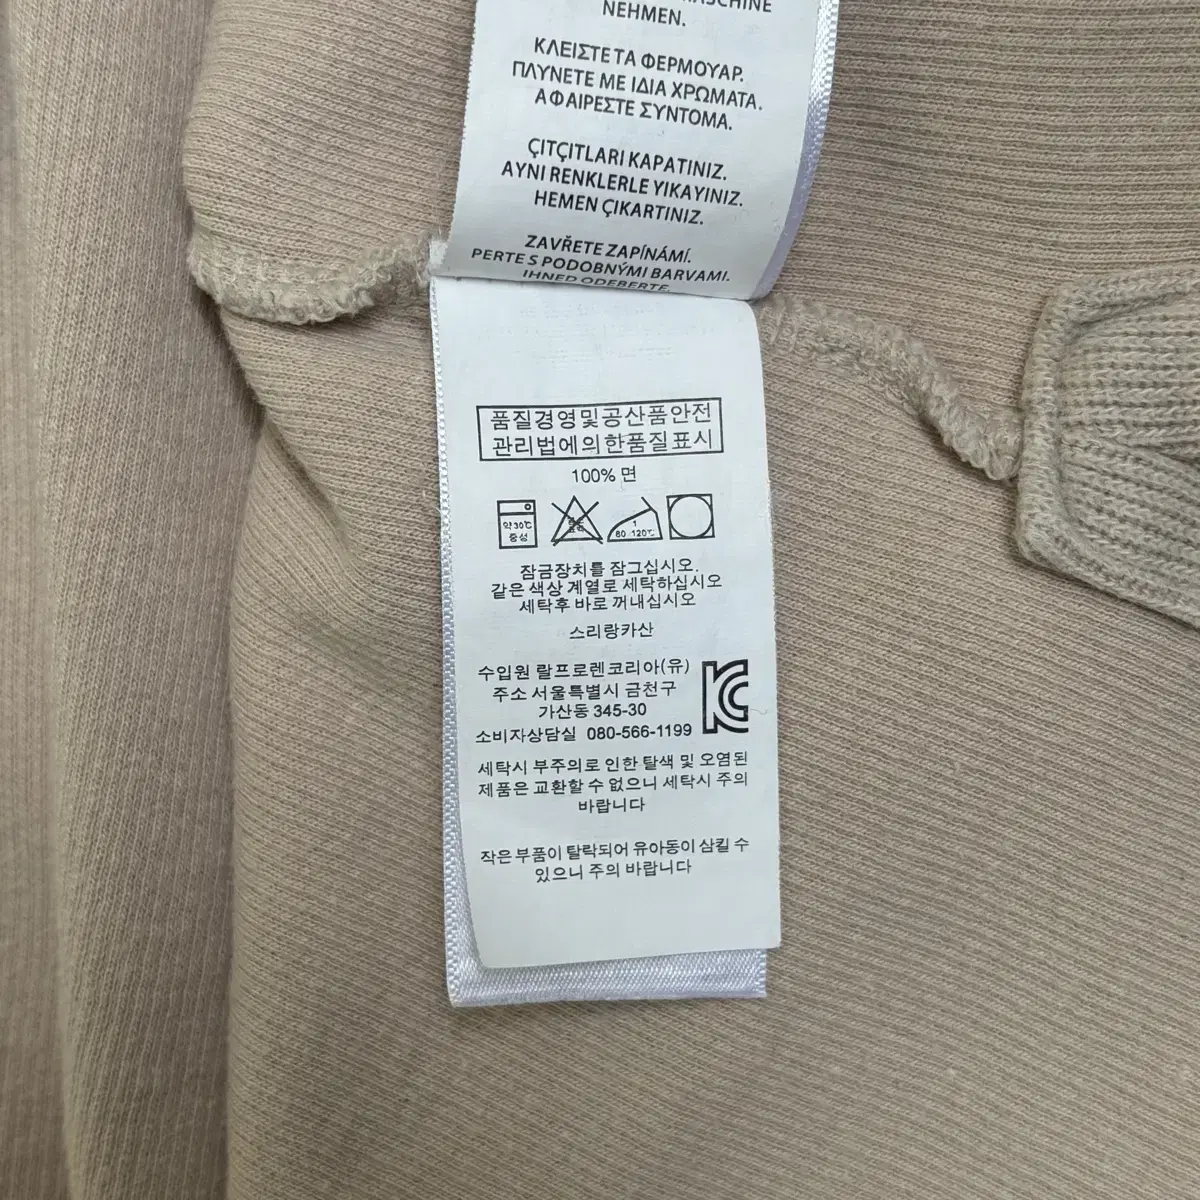 MASCHINE
NEHMEN.
ΚΛΕΙΣΤΕ ΤΑ ΦΕΡΜΟΥΑΡ.
ΠΛΥΝΕΤΕ ΜΕ ΙΔΙΑ ΧΡΩΜΑΤΑ.
ΑΦΑΙΡΕΣΤΕ ΣΥΝΤΟΜΑ.
ÇITÇITLARI KAPATINIZ.
AYNI RENKLERLE YIKAYINIZ.
HEMEN ÇIKARTINIZ.
ZAVŘETE ZAPÍNÁMÍ.
PERTE S PODOBNÝMI BARVAMI.
IHNED ODEBERTE.
품질경영및공산품안전
관리법에의한품질표시
100% 면
약30℃
중성
1
80 120℃
잠금장치를 잠그십시오.
같은 색상 계열로 세탁하십시오
세탁후 바로 꺼내십시오
스리랑카산
수입원 랄프로렌코리아(유)
주소 서울특별시 금천구
가산동 345-30
소비자상담실 080-566-1199
세탁시 부주의로 인한 탈색 및 오염된
제품은 교환할 수 없으니 세탁시 주의
바랍니다
작은 부품이 탈락되어 유아동이 삼킬 수
있으니 주의 바랍니다